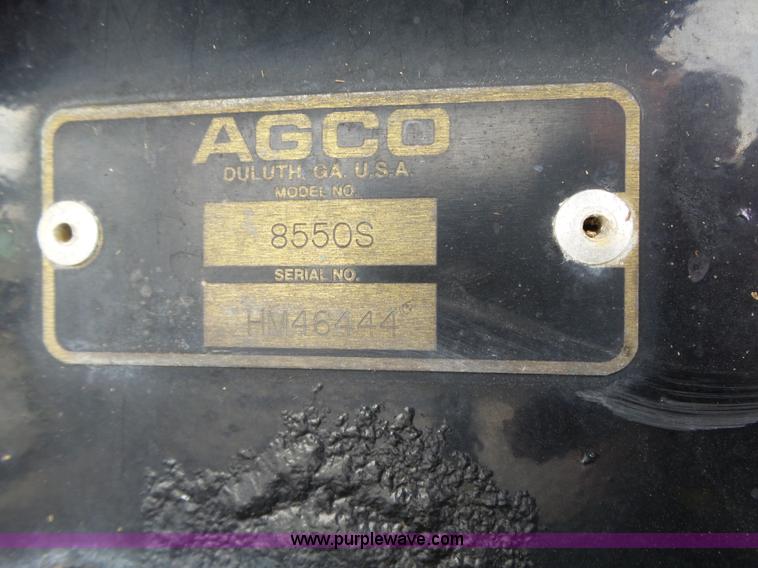 AGCO
DULUTH, GA. U.S.A.
MODEL NO.
8550S
SERIAL NO.
HM46444
www.purplewave.com